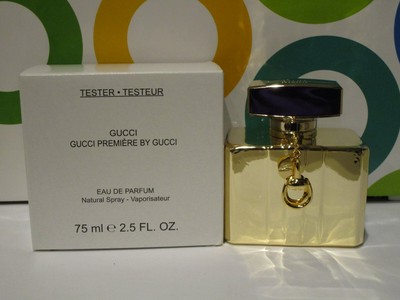 TESTER • TESTEUR
GUCCI
GUCCI PREMIÈRE BY GUCCI
EAU DE PARFUM
Natural Spray - Vaporisateur
75 ml ℮ 2.5 FL. OZ.